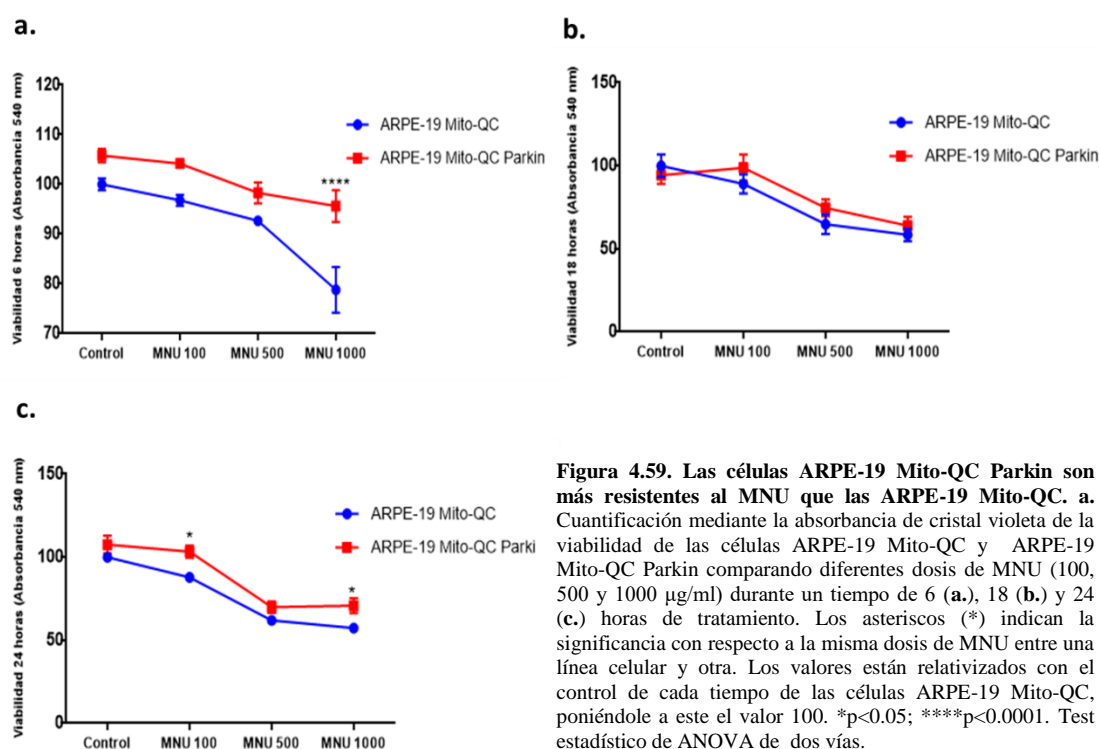 a.
Viabilidad 6 horas (Absorbancia 540 nm)
120
110
100
90
80
70
ARPE-19 Mito-QC
ARPE-19 Mito-QC Parkin
****
Control MNU 100 MNU 500 MNU 1000
b.
Viabilidad 18 horas (Absorbancia 540 nm)
150
100
50
0
ARPE-19 Mito-QC
ARPE-19 Mito-QC Parkin
Control MNU 100 MNU 500 MNU 1000
c.
Viabilidad 24 horas (Absorbancia 540 nm)
150
100
50
0
ARPE-19 Mito-QC
ARPE-19 Mito-QC Parki
*
*
Control MNU 100 MNU 500 MNU 1000
Figura 4.59. Las células ARPE-19 Mito-QC Parkin son
más resistentes al MNU que las ARPE-19 Mito-QC. a.
Cuantificación mediante la absorbancia de cristal violeta de la
viabilidad de las células ARPE-19 Mito-QC y ARPE-19
Mito-QC Parkin comparando diferentes dosis de MNU (100,
500 y 1000 µg/ml) durante un tiempo de 6 (a.), 18 (b.) y 24
(c.) horas de tratamiento. Los asteriscos (*) indican la
significancia con respecto a la misma dosis de MNU entre una
línea celular y otra. Los valores están relativizados con el
control de cada tiempo de las células ARPE-19 Mito-QC,
poniéndole a este el valor 100. *p<0.05; ****p<0.0001. Test
estadístico de ANOVA de dos vías.